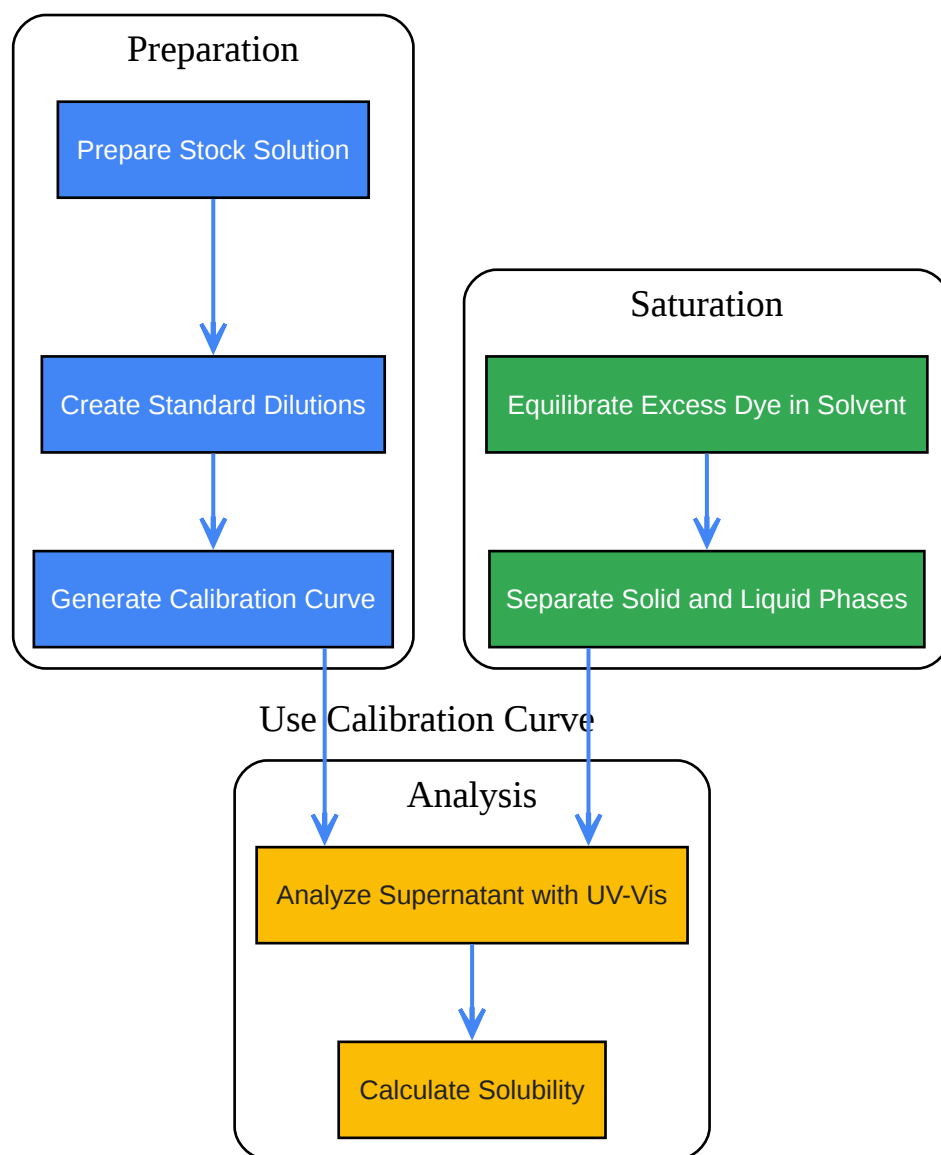 Preparation
Prepare Stock Solution
Create Standard Dilutions
Generate Calibration Curve
Saturation
Equilibrate Excess Dye in Solvent
Separate Solid and Liquid Phases
Use Calibration Curve
Analysis
Analyze Supernatant with UV-Vis
Calculate Solubility